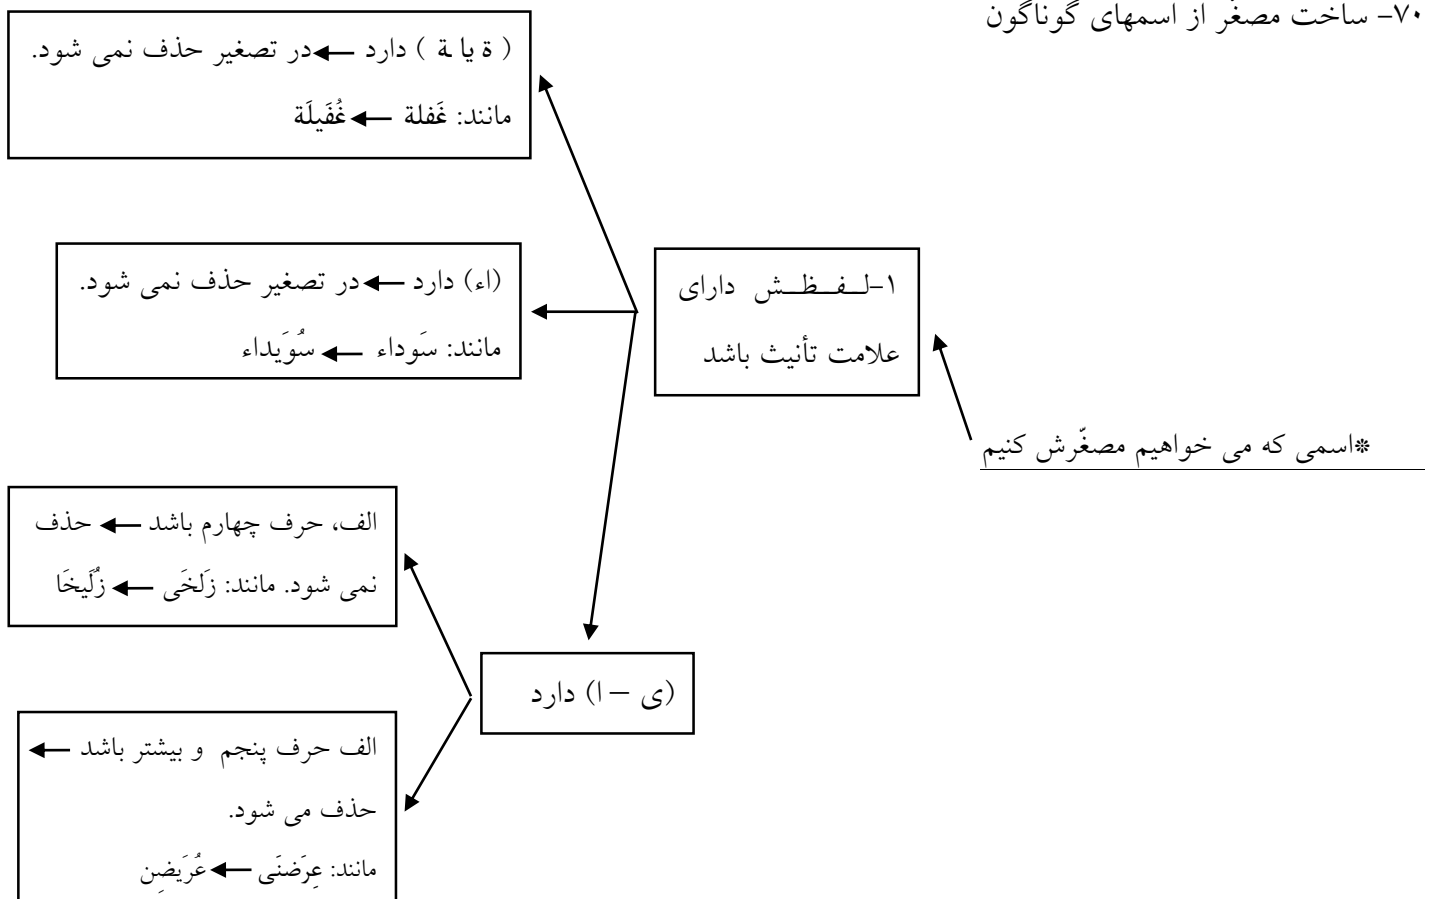 ۷۰- ساخت مصغّر از اسمهای گوناگون
*اسمی که می خواهیم مصغّرش کنیم
۱-لـفـظـش دارای
علامت تأنیث باشد
( ة یا ـة ) دارد ←در تصغیر حذف نمی شود.
مانند: غَفلة ←غُفَیلَة
(اء) دارد ←در تصغیر حذف نمی شود.
مانند: سَوداء ←سُوَیداء
(ی – ا) دارد
الف، حرف چهارم باشد ← حذف
نمی شود. مانند: زَلخَی ←زُلَیخَا
الف حرف پنجم و بیشتر باشد ←
حذف می شود.
مانند: عِرَضنَی ←عُرَیضِن